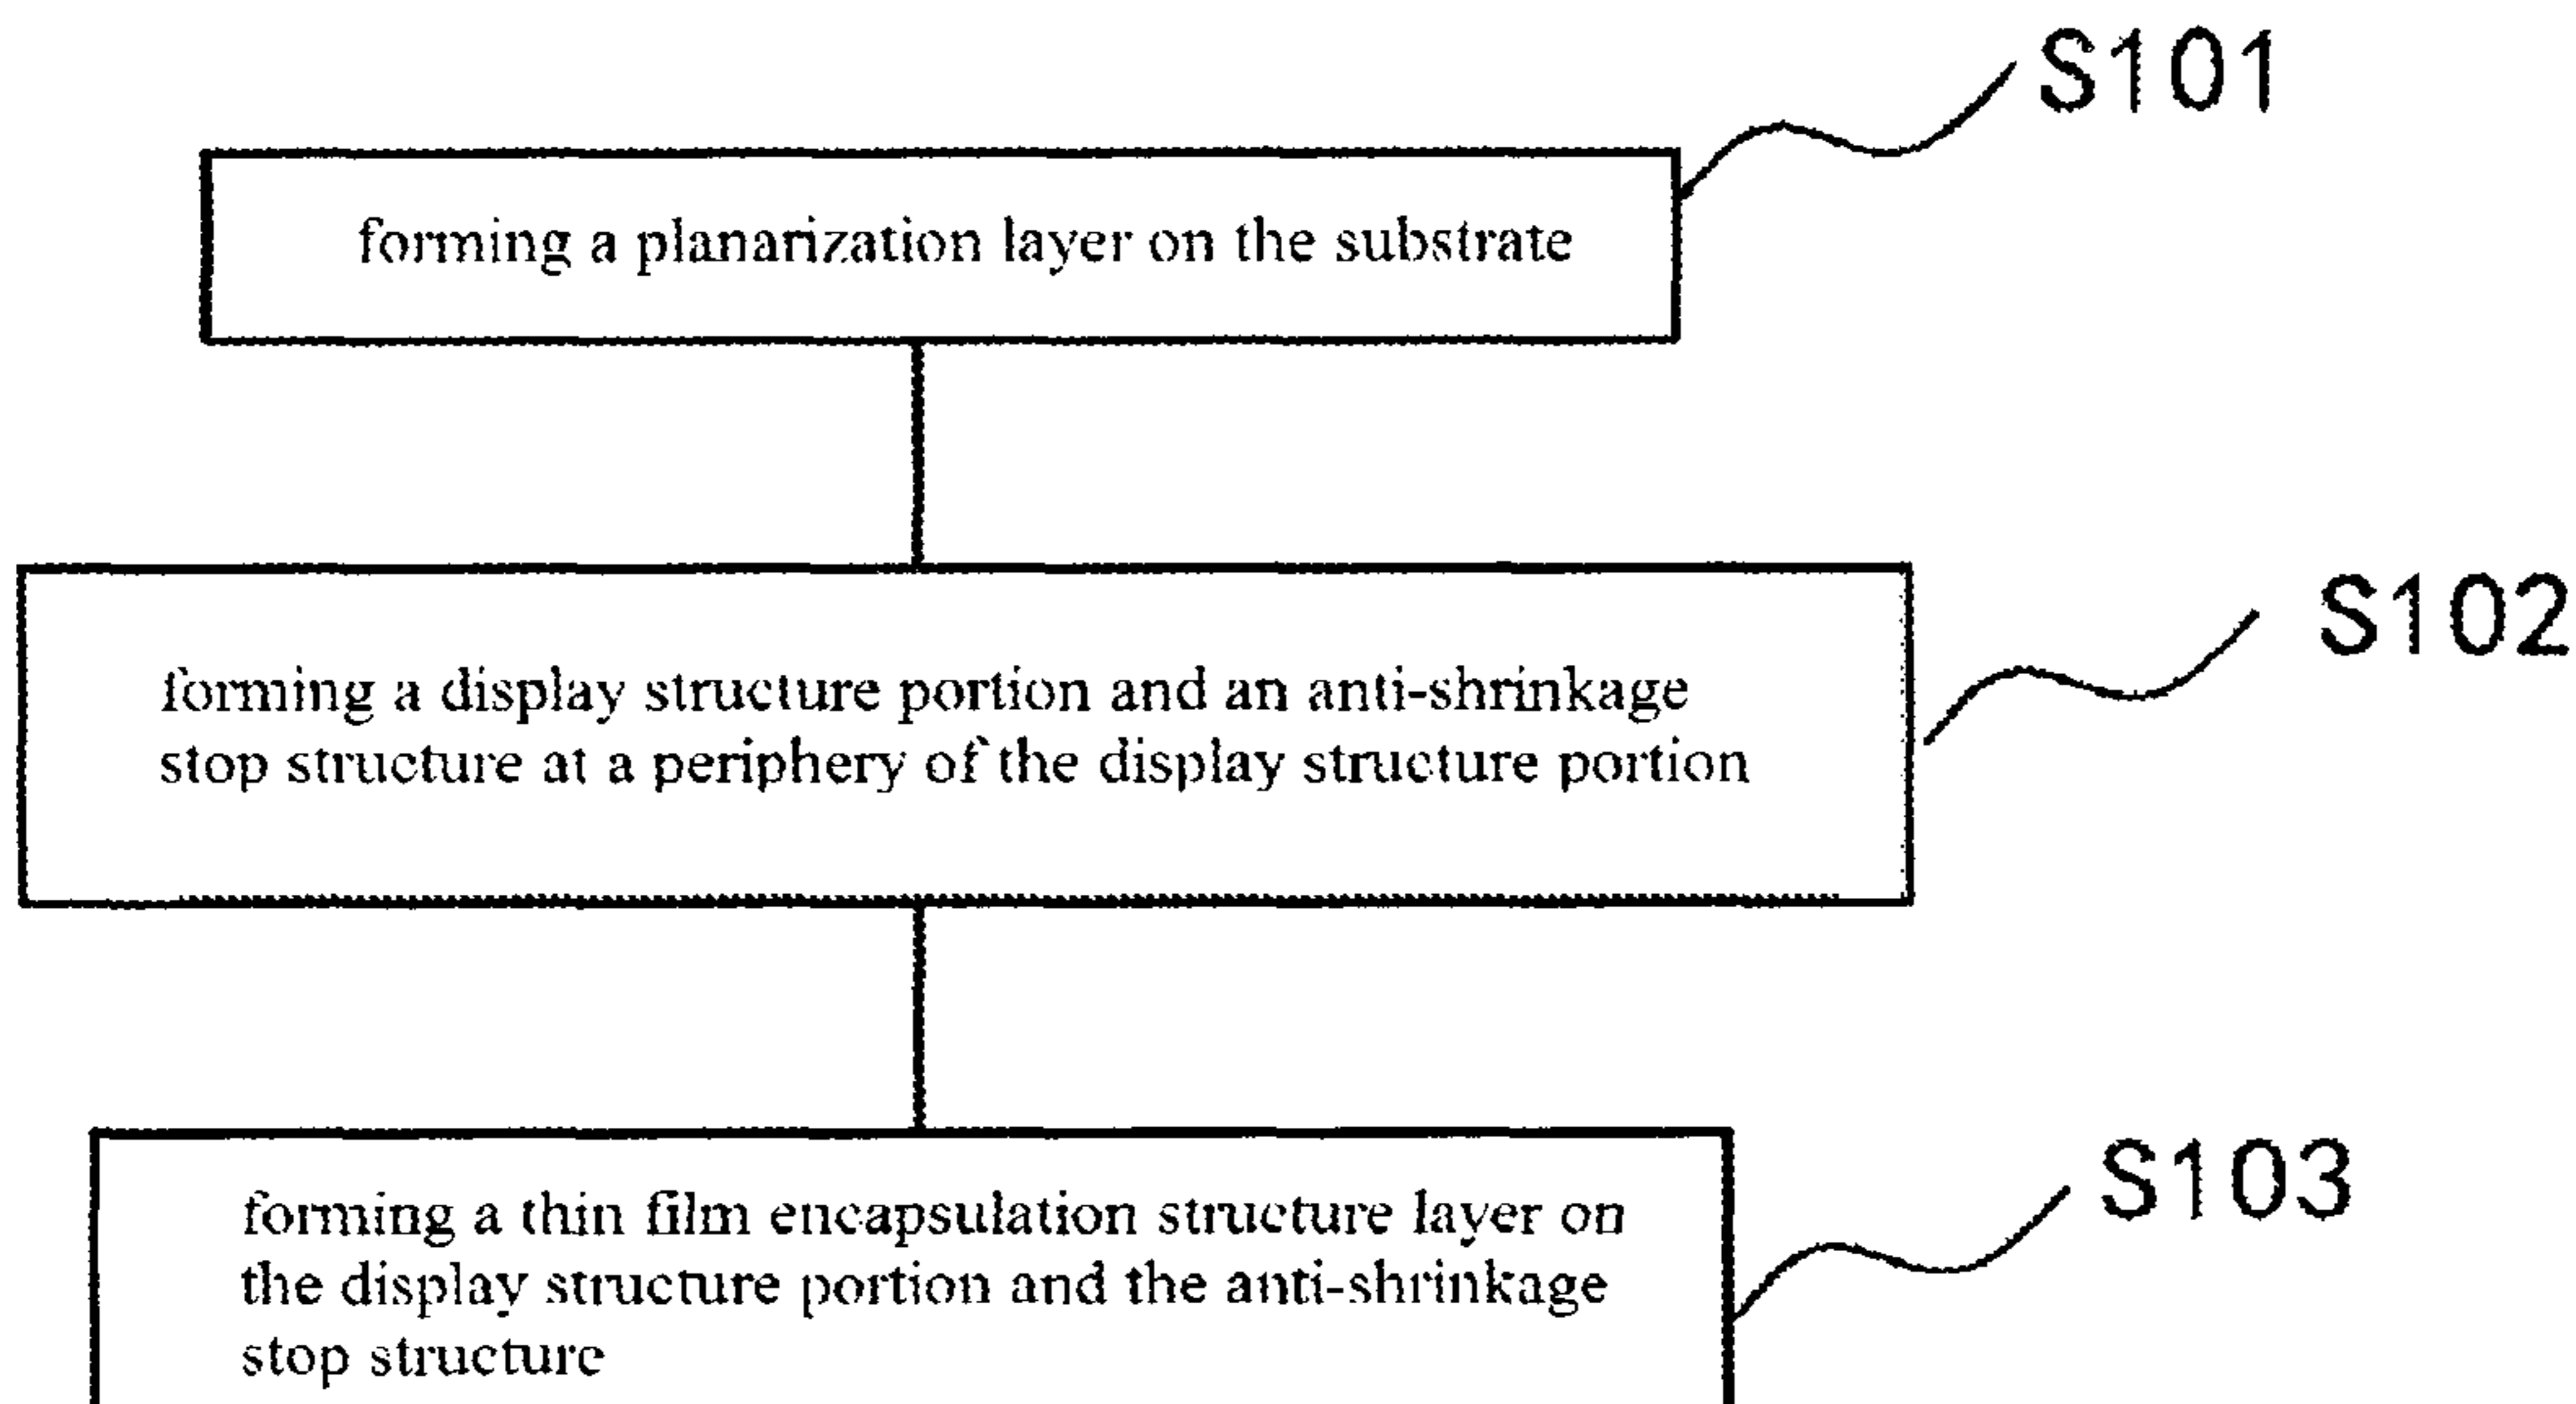 S101
forming a planarization layer on the substrate
S102
forming a display structure portion and an anti-shrinkage
stop structure at a periphery of the display structure portion
S103
forming a thin film encapsulation structure layer on
the display structure portion and the anti-shrinkage
stop structure